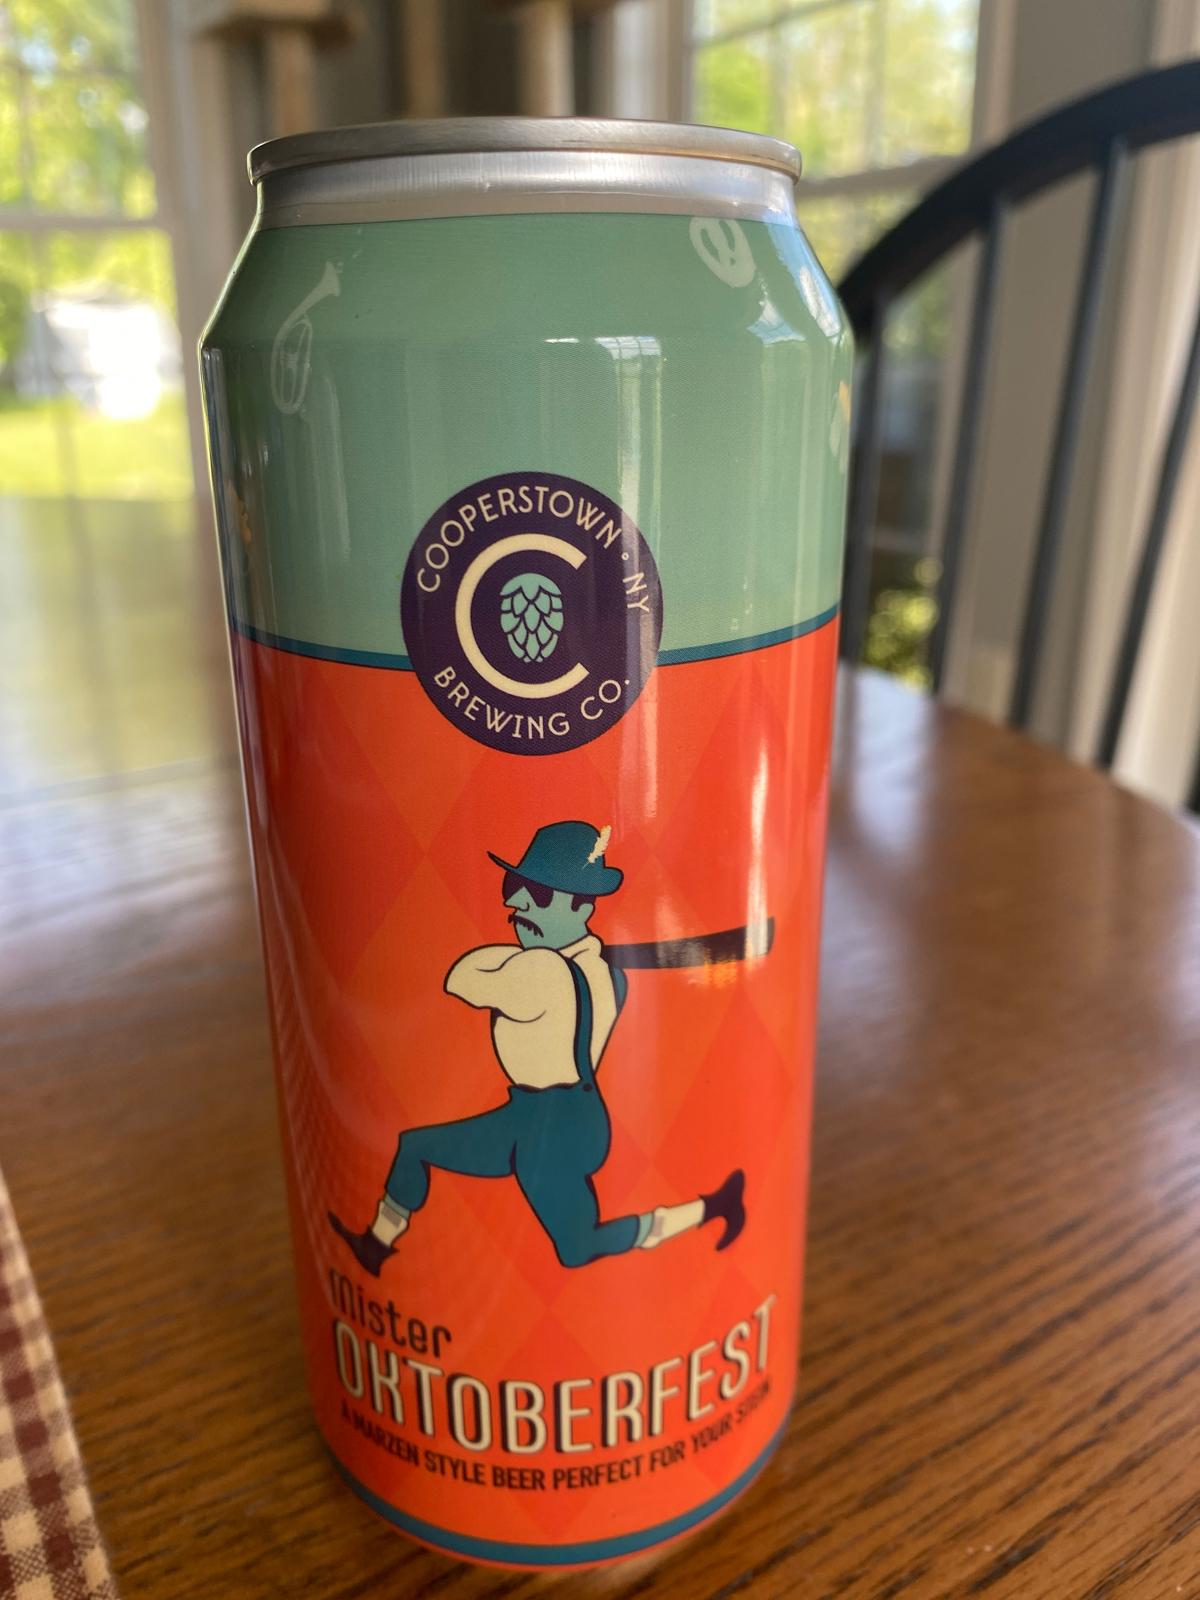 COOPERSTOWN • NY
BREWING CO.
C
Mister
OKTOBERFEST
A MARZEN STYLE BEER PERFECT FOR YOUR STEIN